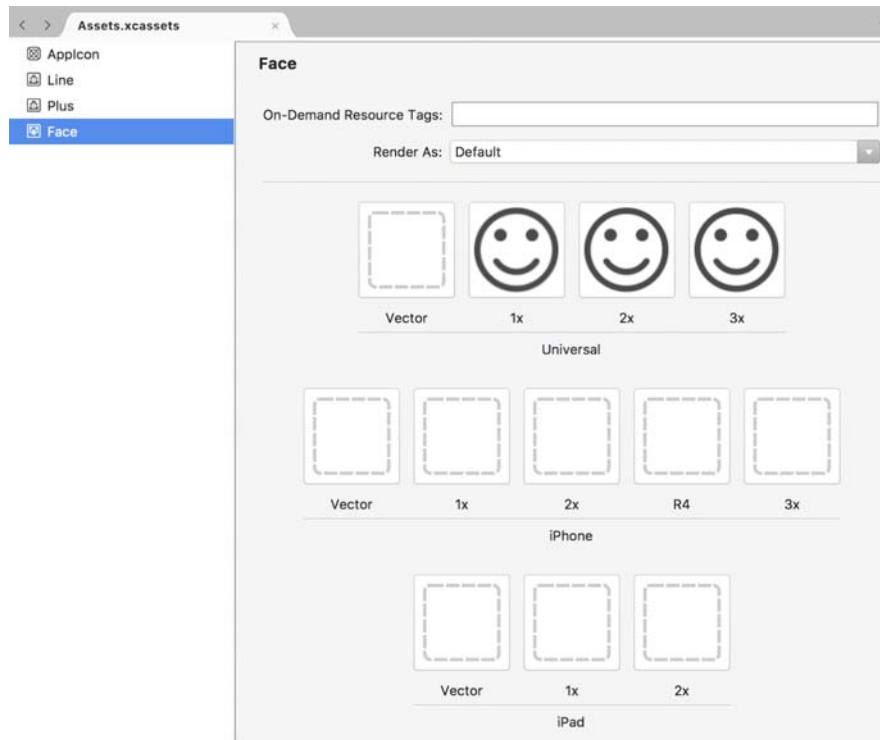 Assets.xcassets
AppIcon
Line
Plus
Face
Face
On-Demand Resource Tags:
Render As: Default
Vector 1x 2x 3x
Universal
Vector 1x 2x R4 3x
iPhone
Vector 1x 2x
iPad